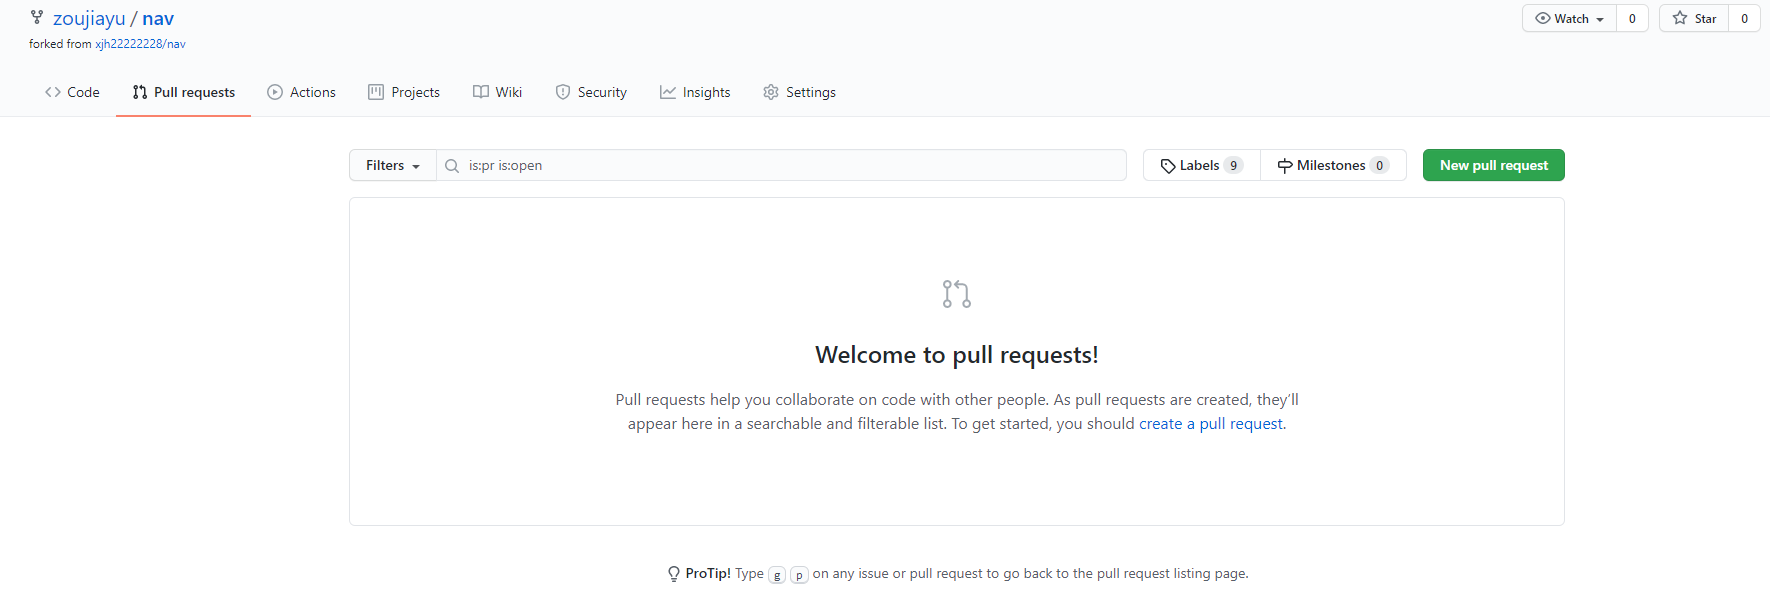 zoujiayu / nav
Watch 0 Star 0
forked from xjh22222228/nav
Code Pull requests Actions Projects Wiki Security Insights Settings
Filters is:pr is:open Labels 9 Milestones 0 New pull request
Welcome to pull requests!
Pull requests help you collaborate on code with other people. As pull requests are created, they’ll
appear here in a searchable and filterable list. To get started, you should create a pull request.
ProTip! Type g p on any issue or pull request to go back to the pull request listing page.